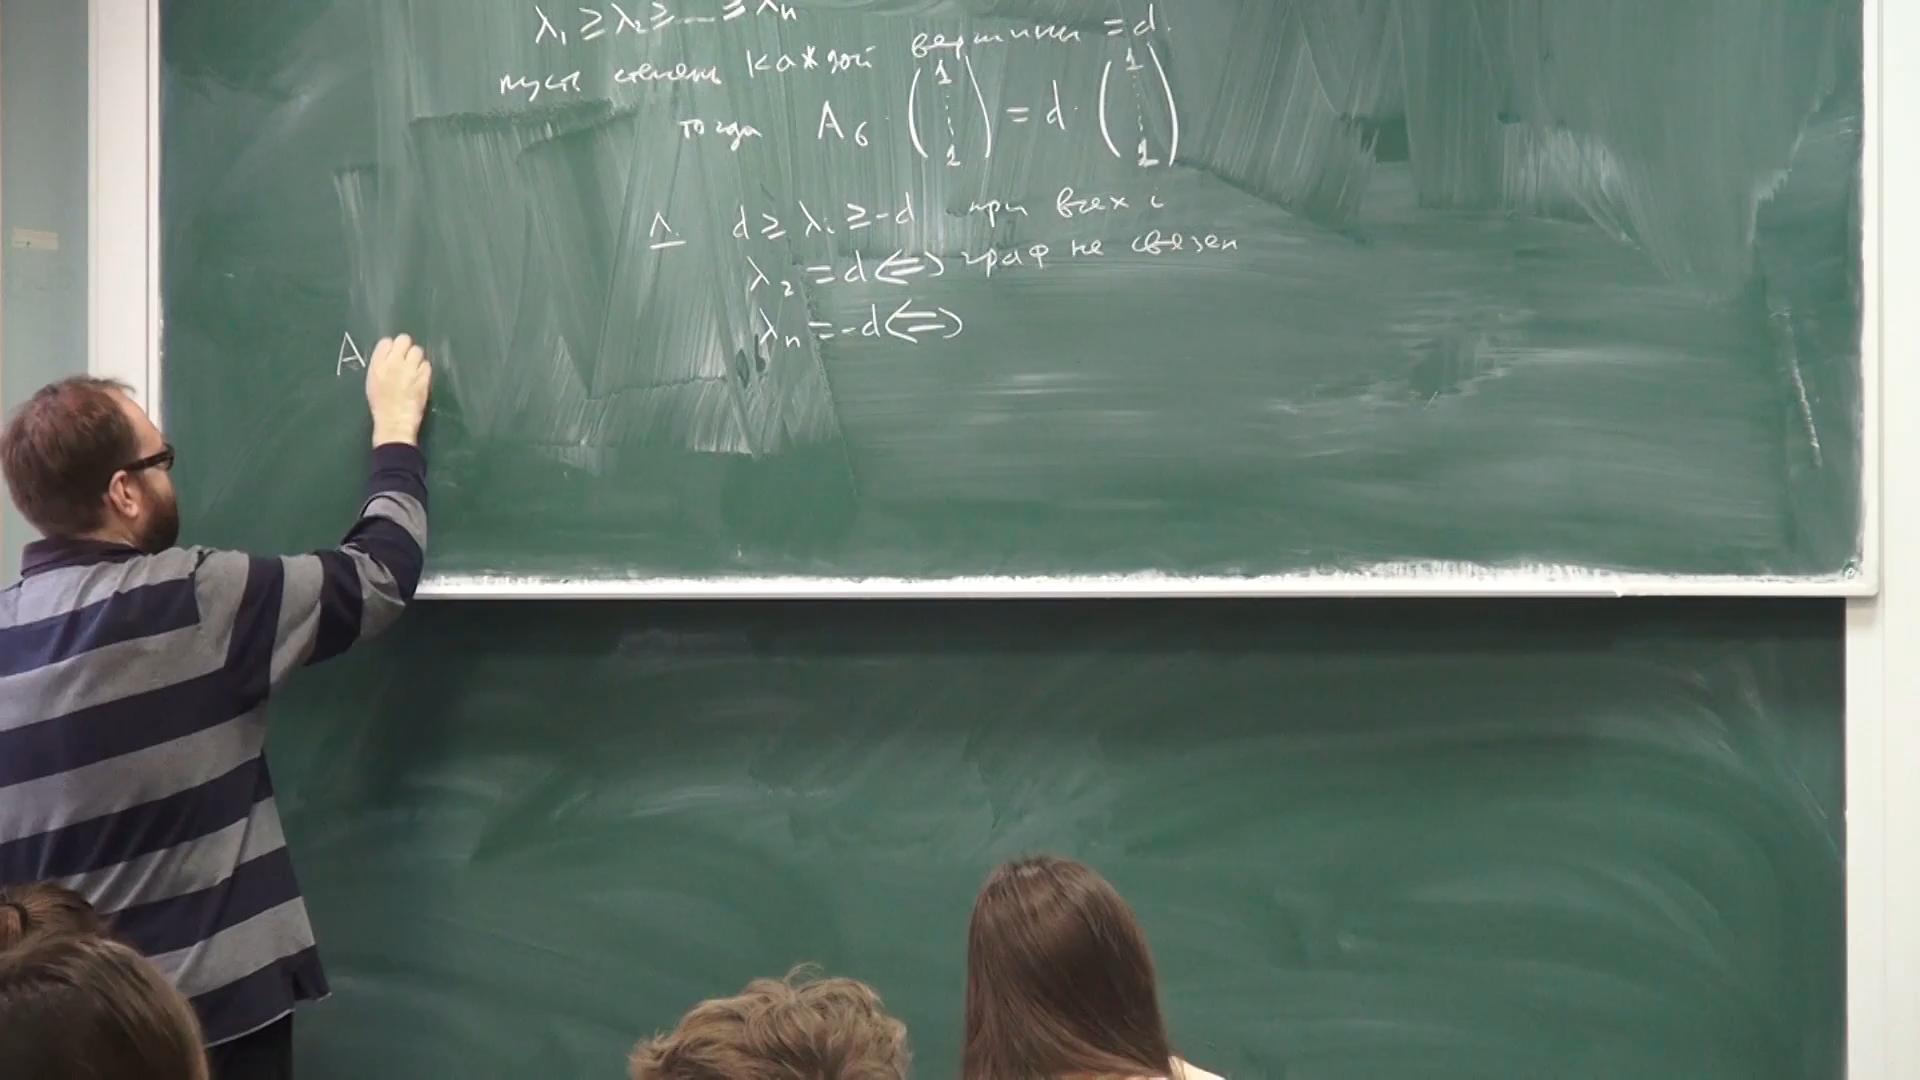 λ₁ ≥ λ₂ ≥ ... ≥ λₙ
пусть степень каждой вершины = d.
тогда A_G · (1 ⋮ 1) = d · (1 ⋮ 1)
Л. d ≥ λᵢ ≥ -d при всех i
λ₂ = d ⟺ граф не связен
λₙ = -d ⟺
A